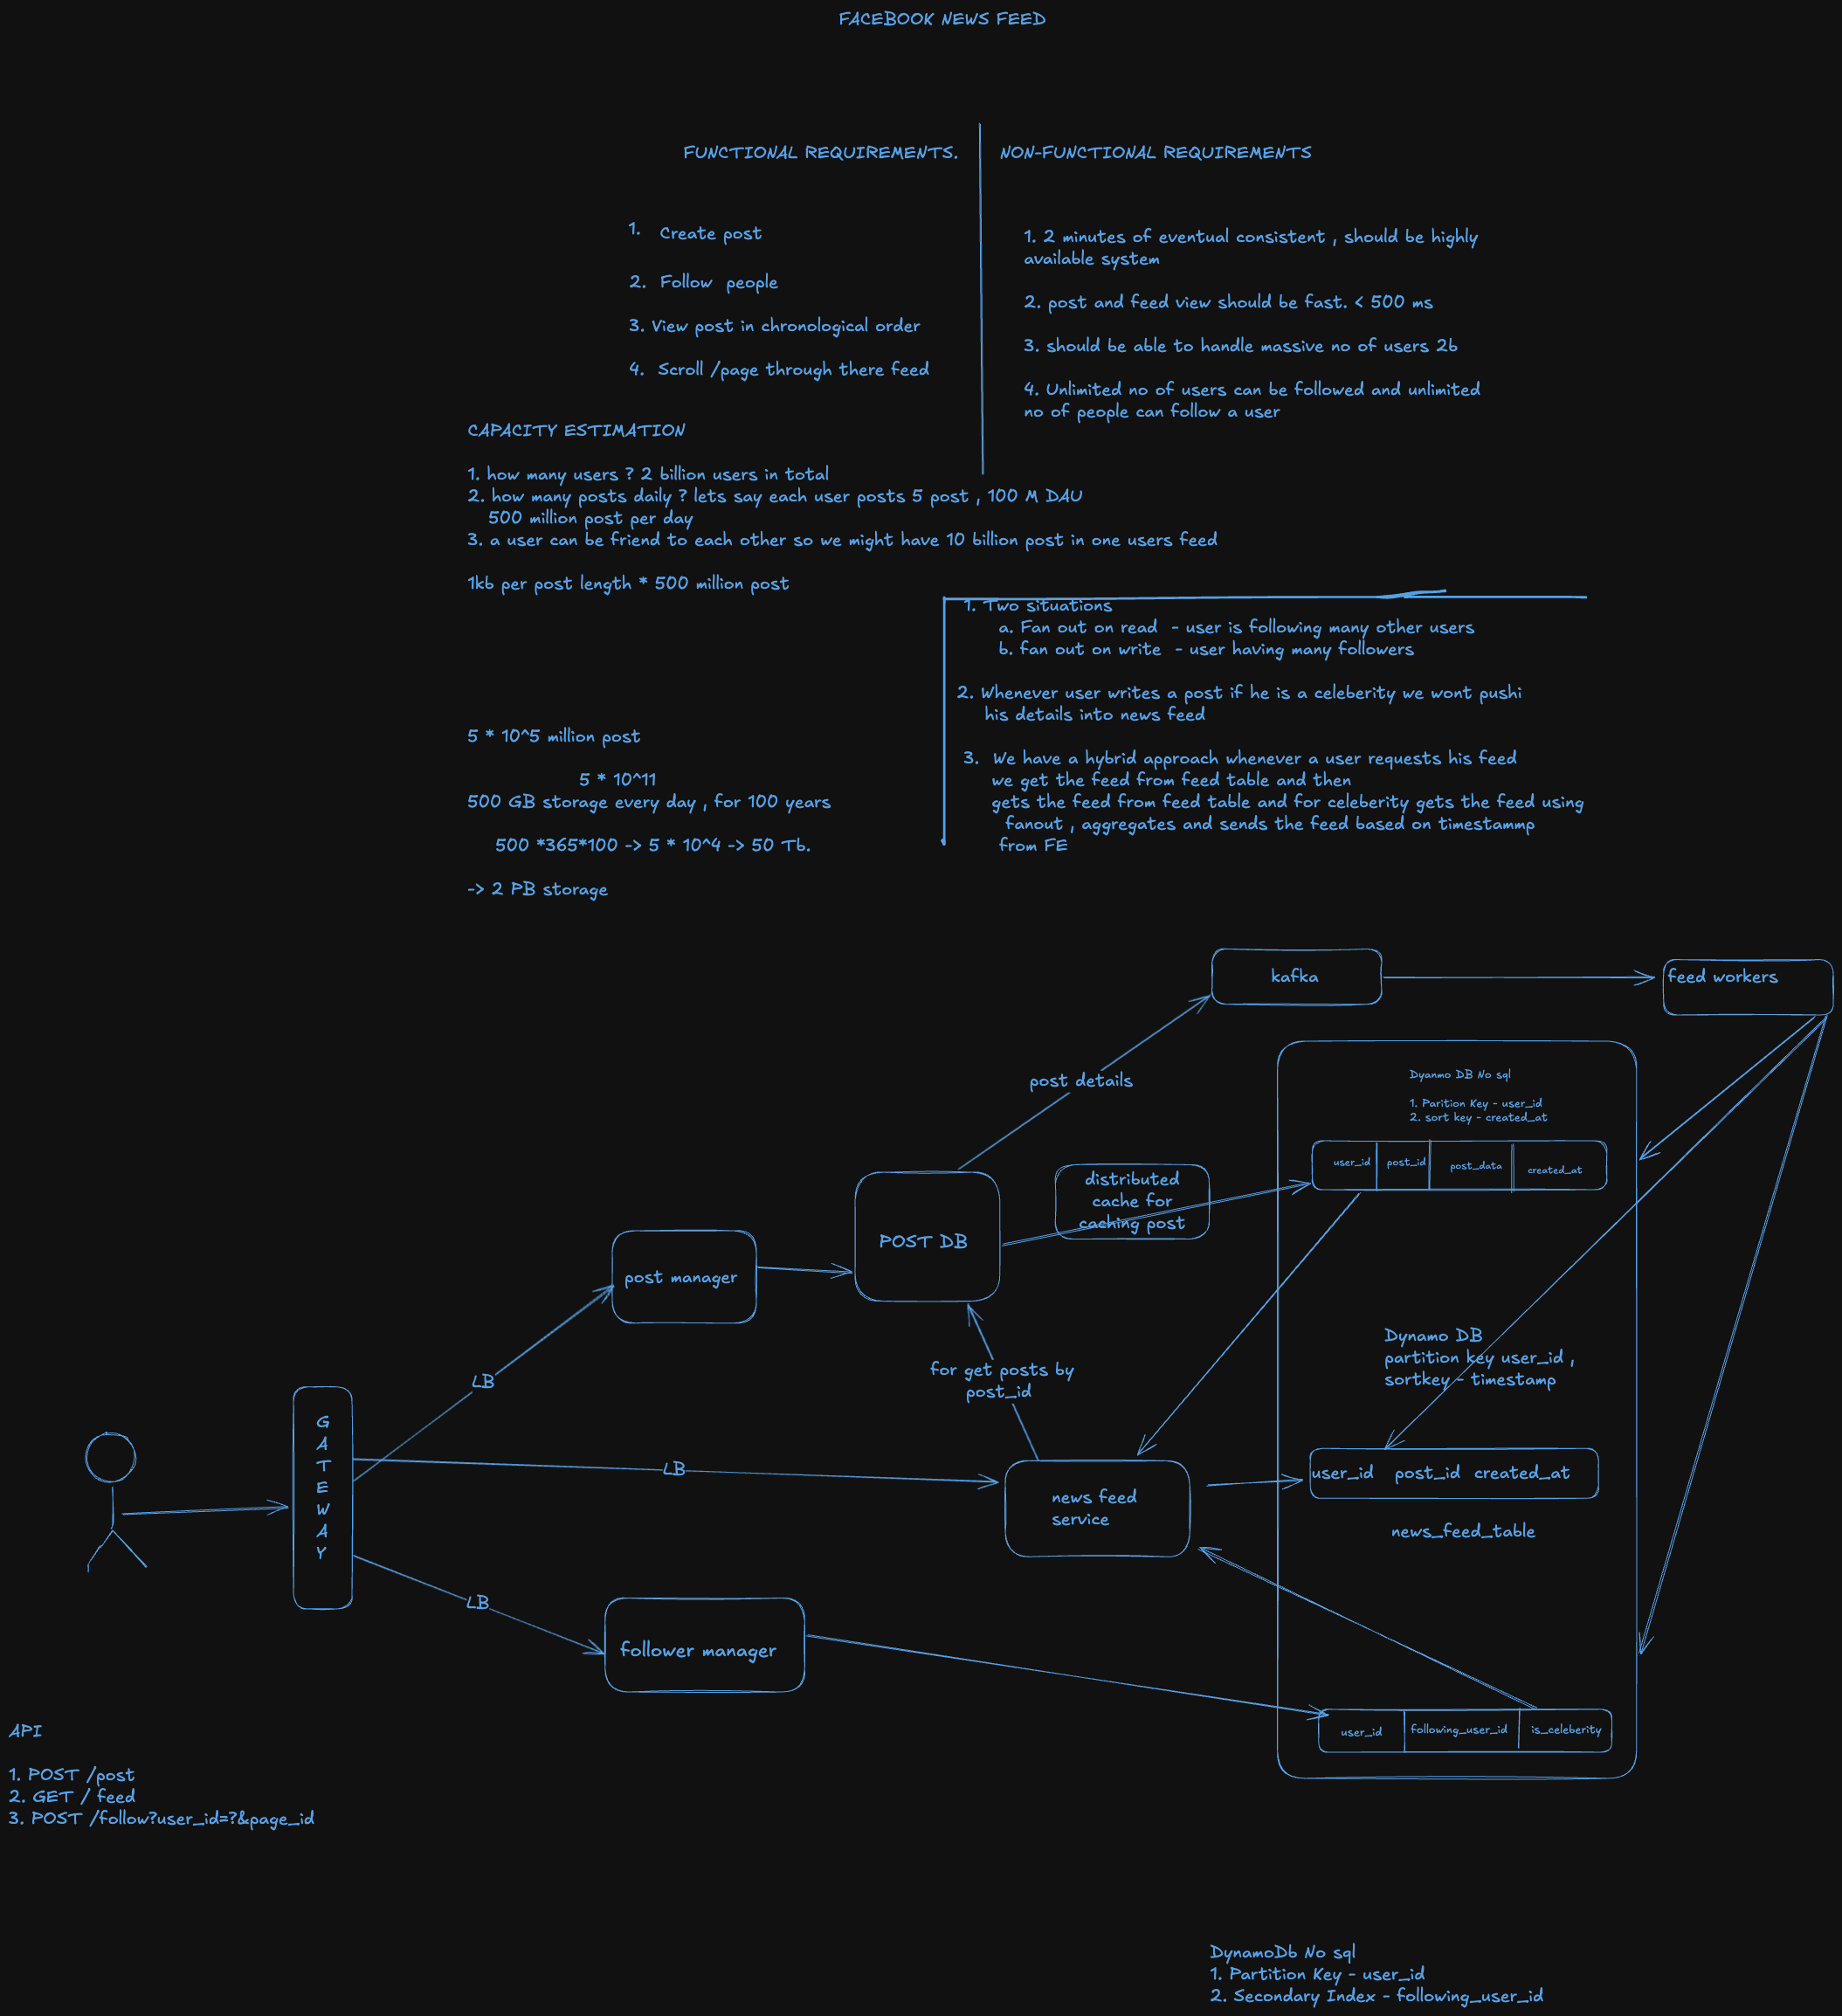 FACEBOOK NEWS FEED
FUNCTIONAL REQUIREMENTS.
1. Create post
2. Follow people
3. View post in chronological order
4. Scroll /page through there feed
NON-FUNCTIONAL REQUIREMENTS
1. 2 minutes of eventual consistent , should be highly
available system
2. post and feed view should be fast. < 500 ms
3. should be able to handle massive no of users 2b
4. Unlimited no of users can be followed and unlimited
no of people can follow a user
CAPACITY ESTIMATION
1. how many users ? 2 billion users in total
2. how many posts daily ? lets say each user posts 5 post , 100 M DAU
500 million post per day
3. a user can be friend to each other so we might have 10 billion post in one users feed
1kb per post length * 500 million post
5 * 10^5 million post
5 * 10^11
500 GB storage every day , for 100 years
500 *365*100 -> 5 * 10^4 -> 50 Tb.
-> 2 PB storage
1. Two situations
a. Fan out on read - user is following many other users
b. fan out on write - user having many followers
2. Whenever user writes a post if he is a celeberity we wont pushi
his details into news feed
3. We have a hybrid approach whenever a user requests his feed
we get the feed from feed table and then
gets the feed from feed table and for celeberity gets the feed using
fanout , aggregates and sends the feed based on timestammp
from FE
kafka
feed workers
post details
Dyanmo DB No sql
1. Parition Key - user_id
2. sort key - created_at
user_id post_id post_data created_at
distributed
cache for
caching post
POST DB
post manager
Dynamo DB
partition key user_id ,
sortkey - timestamp
for get posts by
post_id
LB
GATEWAY
LB
user_id post_id created_at
news feed
service
news_feed_table
LB
follower manager
user_id following_user_id is_celeberity
API
1. POST /post
2. GET / feed
3. POST /follow?user_id=?&page_id
DynamoDb No sql
1. Partition Key - user_id
2. Secondary Index - following_user_id